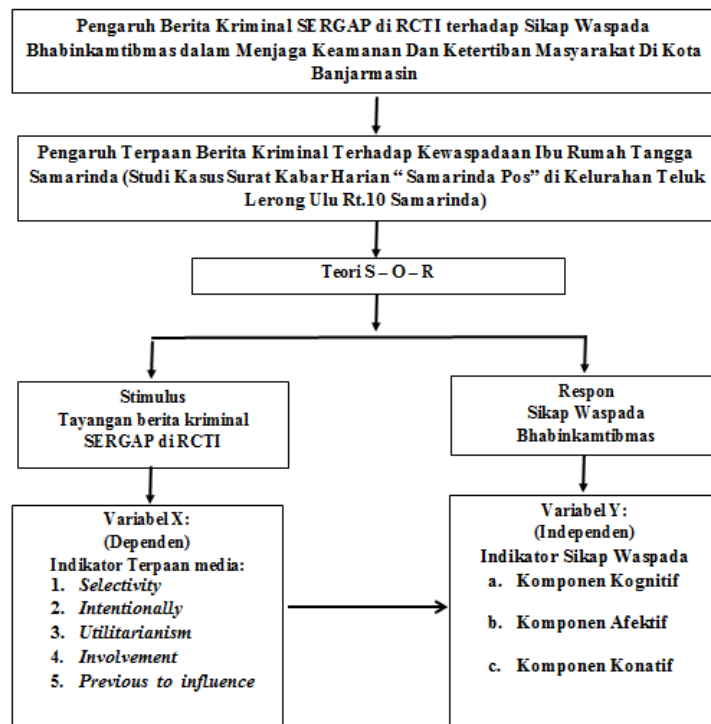 Pengaruh Berita Kriminal SERGAP di RCTI terhadap Sikap Waspada
Bhabinkamtibmas dalam Menjaga Keamanan Dan Ketertiban Masyarakat Di Kota
Banjarmasin
Pengaruh Terpaan Berita Kriminal Terhadap Kewaspadaan Ibu Rumah Tangga
Samarinda (Studi Kasus Surat Kabar Harian “ Samarinda Pos” di Kelurahan Teluk
Lerong Ulu Rt.10 Samarinda)
Teori S – O – R
Stimulus
Tayangan berita kriminal
SERGAP di RCTI
Respon
Sikap Waspada
Bhabinkamtibmas
Variabel X:
(Dependen)
Indikator Terpaan media:
1. Selectivity
2. Intentionally
3. Utilitarianism
4. Involvement
5. Previous to influence
Variabel Y:
(Independen)
Indikator Sikap Waspada
a. Komponen Kognitif
b. Komponen Afektif
c. Komponen Konatif